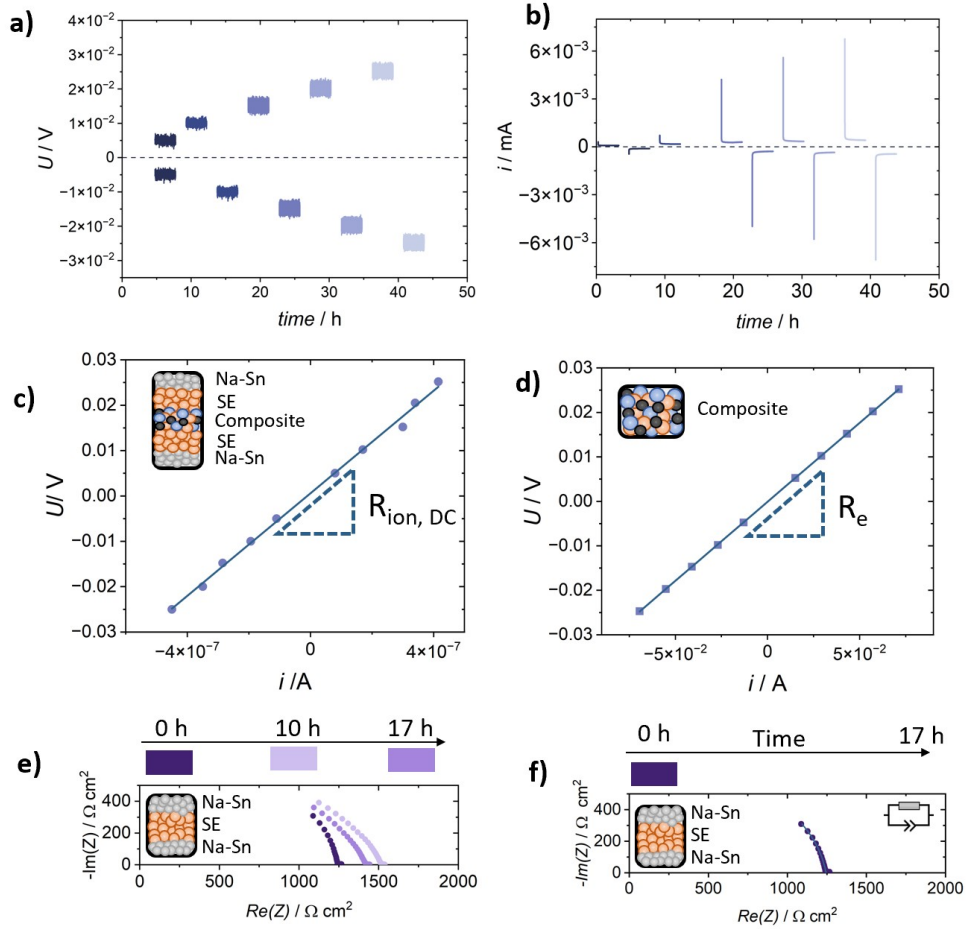 a)
4×10⁻²
3×10⁻²
2×10⁻²
1×10⁻²
0
−1×10⁻²
−2×10⁻²
−3×10⁻²
U / V
0 10 20 30 40 50
time / h
b)
6×10⁻³
3×10⁻³
0
−3×10⁻³
−6×10⁻³
i / mA
0 10 20 30 40 50
time / h
c)
0.03
0.02
0.01
0.00
−0.01
−0.02
−0.03
U/ V
Na-Sn
SE
Composite
SE
Na-Sn
R ion, DC
−4×10⁻⁷ 0 4×10⁻⁷
i /A
d)
0.03
0.02
0.01
0.00
−0.01
−0.02
−0.03
U / V
Composite
R e
−5×10⁻² 0 5×10⁻²
i / A
0 h 10 h 17 h
e)
400
200
0
-Im(Z) / Ω cm²
Na-Sn
SE
Na-Sn
0 500 1000 1500 2000
Re(Z) / Ω cm²
0 h Time 17 h
f)
400
200
0
-Im(Z) / Ω cm²
Na-Sn
SE
Na-Sn
0 500 1000 1500 2000
Re(Z) / Ω cm²